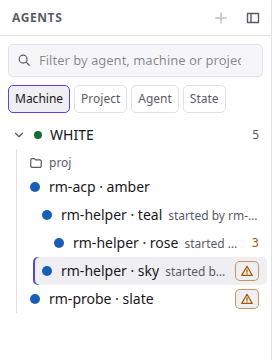 AGENTS
Filter by agent, machine or projec
Machine Project Agent State
WHITE 5
proj
rm-acp · amber
rm-helper · teal started by rm-...
rm-helper · rose started ... 3
rm-helper · sky started b...
rm-probe · slate